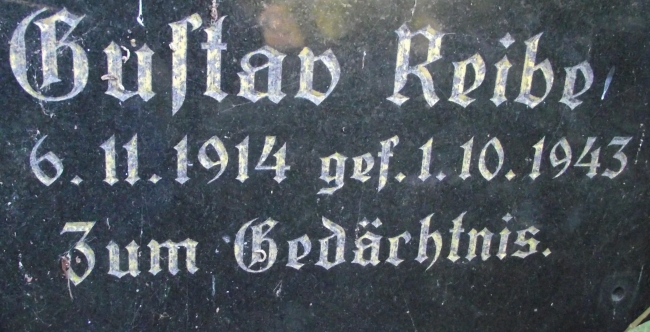 Gustav Reibe
6.11.1914 gef.1.10.1943
Zum Gedächtnis.